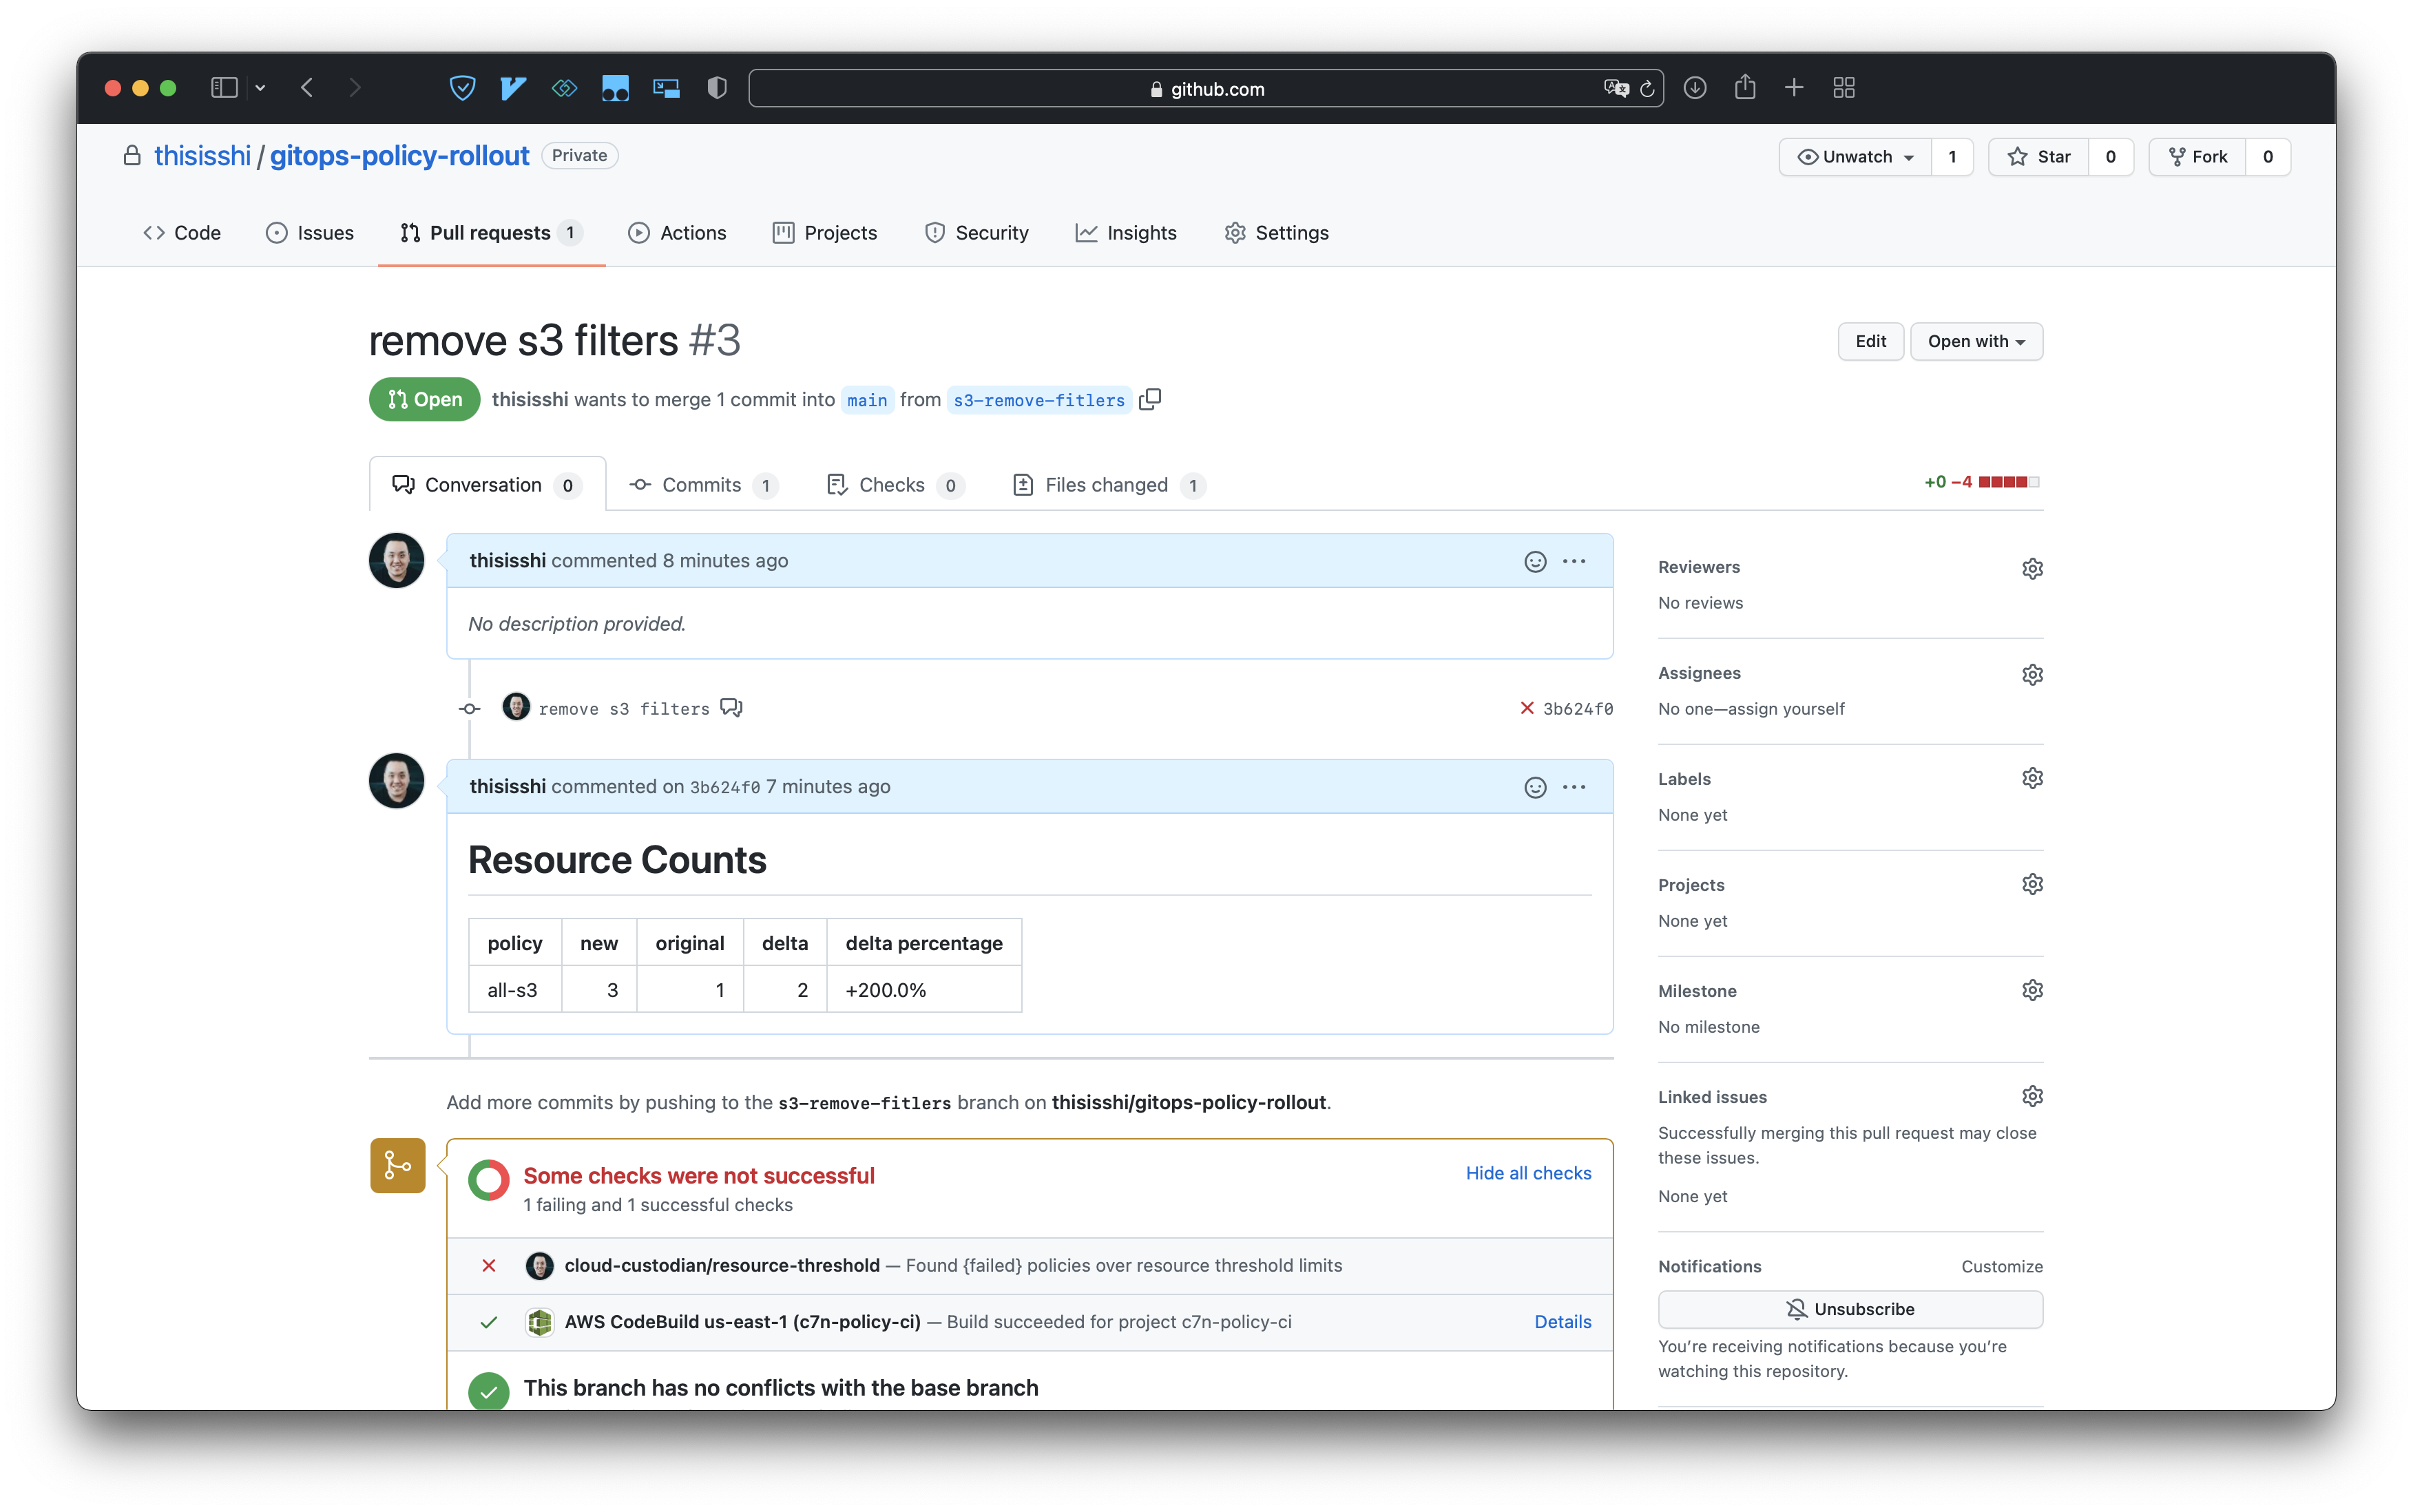 github.com
thisisshi / gitops-policy-rollout Private
Unwatch 1 Star 0 Fork 0
Code Issues Pull requests 1 Actions Projects Security Insights Settings
remove s3 filters #3
Edit Open with
Open thisisshi wants to merge 1 commit into main from s3-remove-fitlers
Conversation 0 Commits 1 Checks 0 Files changed 1
+0 −4
thisisshi commented 8 minutes ago
No description provided.
remove s3 filters 3b624f0
thisisshi commented on 3b624f0 7 minutes ago
Resource Counts
policy new original delta delta percentage
all-s3 3 1 2 +200.0%
Add more commits by pushing to the s3-remove-fitlers branch on thisisshi/gitops-policy-rollout.
Some checks were not successful
Hide all checks
1 failing and 1 successful checks
cloud-custodian/resource-threshold — Found {failed} policies over resource threshold limits
AWS CodeBuild us-east-1 (c7n-policy-ci) — Build succeeded for project c7n-policy-ci Details
This branch has no conflicts with the base branch
Reviewers
No reviews
Assignees
No one—assign yourself
Labels
None yet
Projects
None yet
Milestone
No milestone
Linked issues
Successfully merging this pull request may close
these issues.
None yet
Notifications Customize
Unsubscribe
You're receiving notifications because you're
watching this repository.